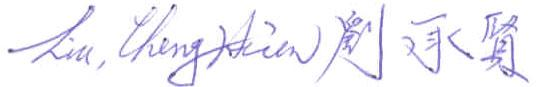 Liu, Cheng Hsien 劉承賢